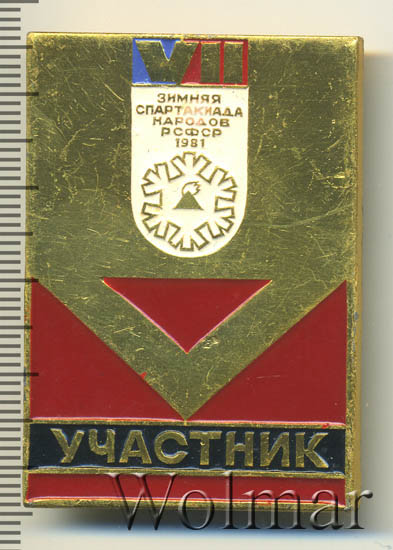 VII
ЗИМНЯЯ
СПАРТАКИАДА
НАРОДОВ
РСФСР
1981
УЧАСТНИК
Wolmar